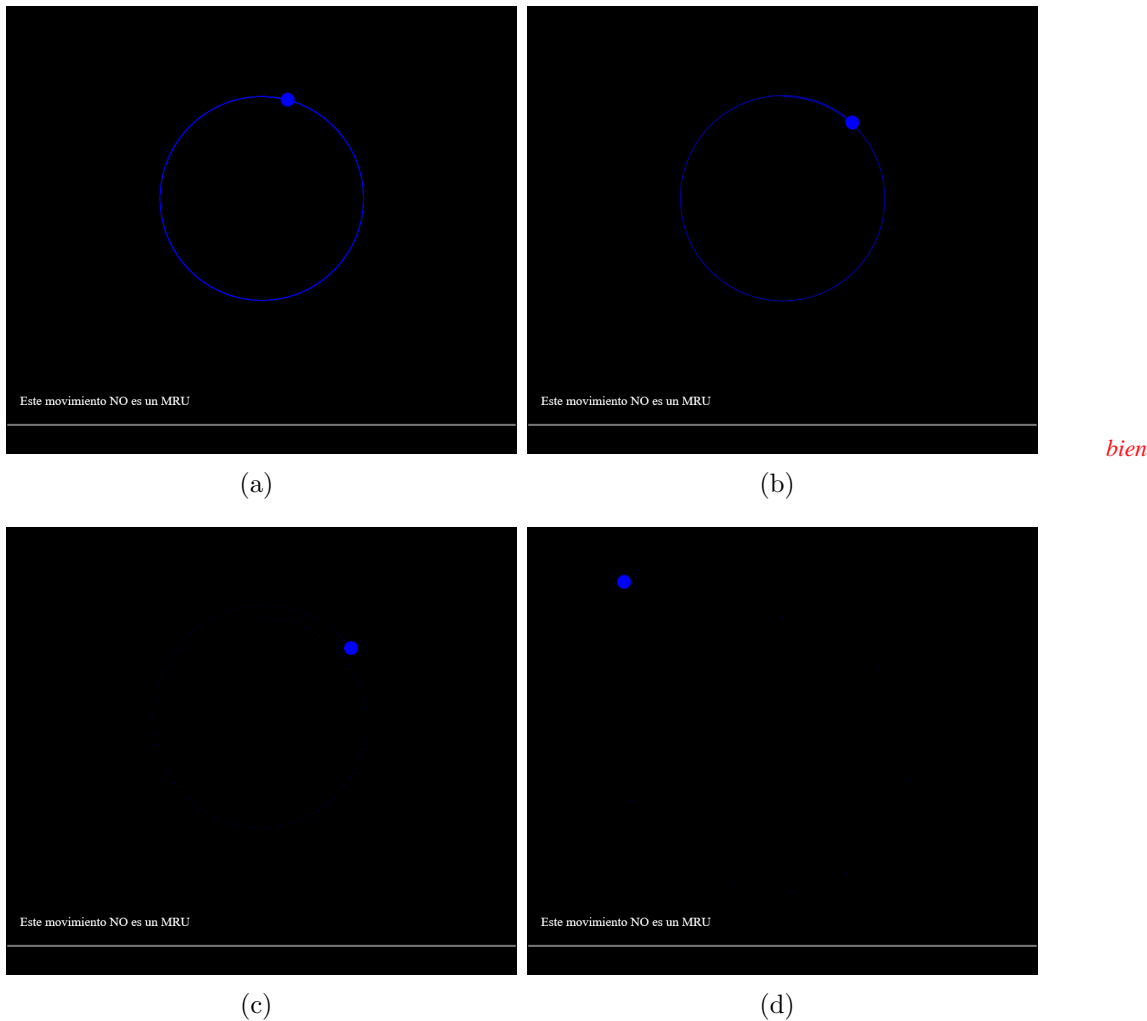 Este movimiento NO es un MRU
Este movimiento NO es un MRU
bien
(a)
(b)
Este movimiento NO es un MRU
Este movimiento NO es un MRU
(c)
(d)